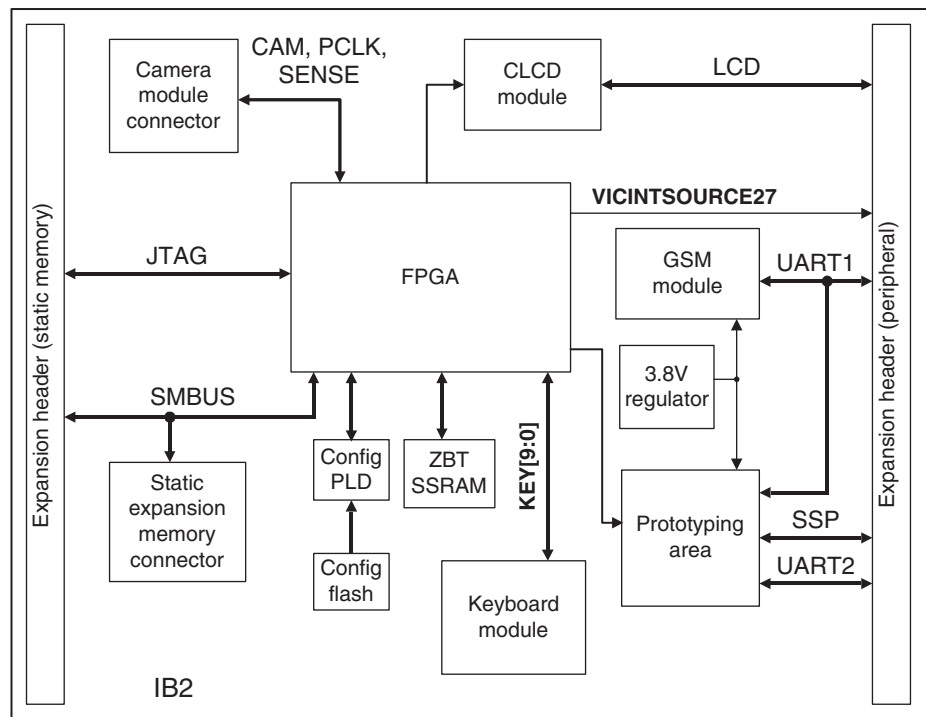 Expansion header (static memory)
Camera
module
connector
CAM, PCLK,
SENSE
CLCD
module
LCD
VICINTSOURCE27
JTAG
FPGA
GSM
module
UART1
3.8V
regulator
SMBUS
Static
expansion
memory
connector
Config
PLD
ZBT
SSRAM
KEY[9:0]
Config
flash
Keyboard
module
Prototyping
area
SSP
UART2
Expansion header (peripheral)
IB2